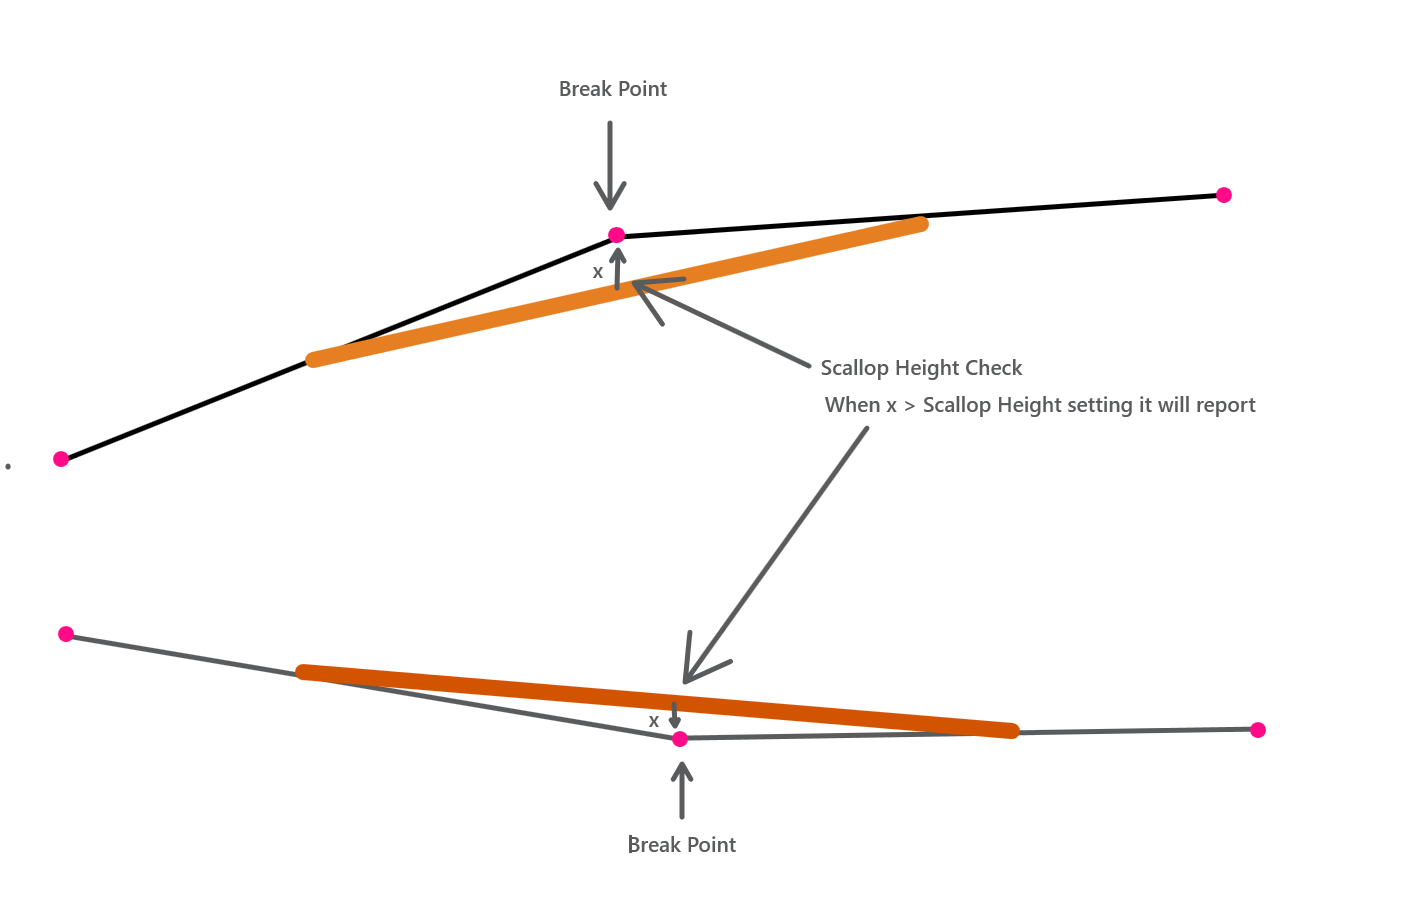 Break Point
x
Scallop Height Check
When x > Scallop Height setting it will report
x
Break Point